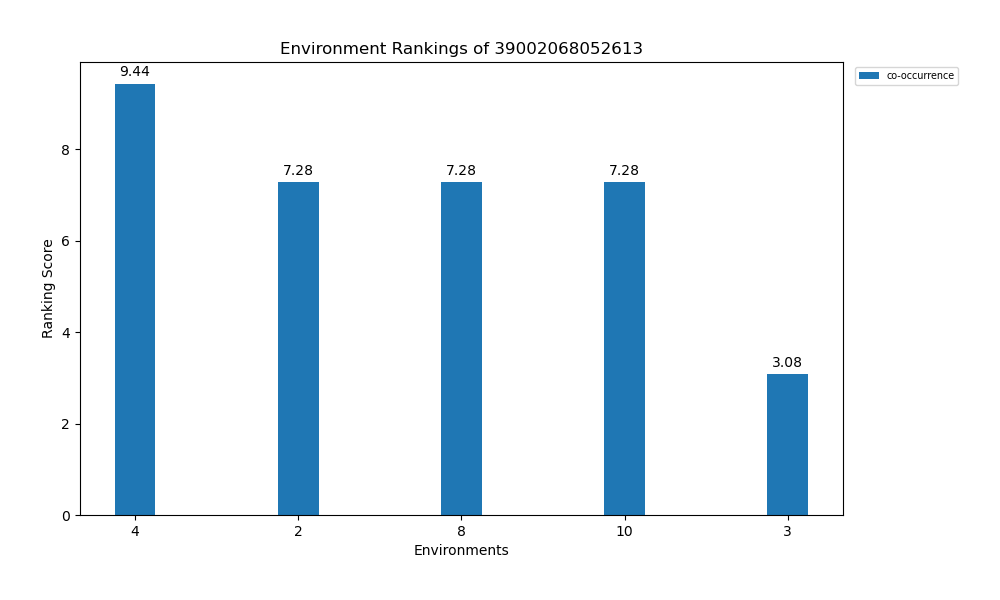 Environment Rankings of 39002068052613
co-occurrence
9.44
7.28
7.28
7.28
3.08
Ranking Score
8
6
4
2
0
4 2 8 10 3
Environments